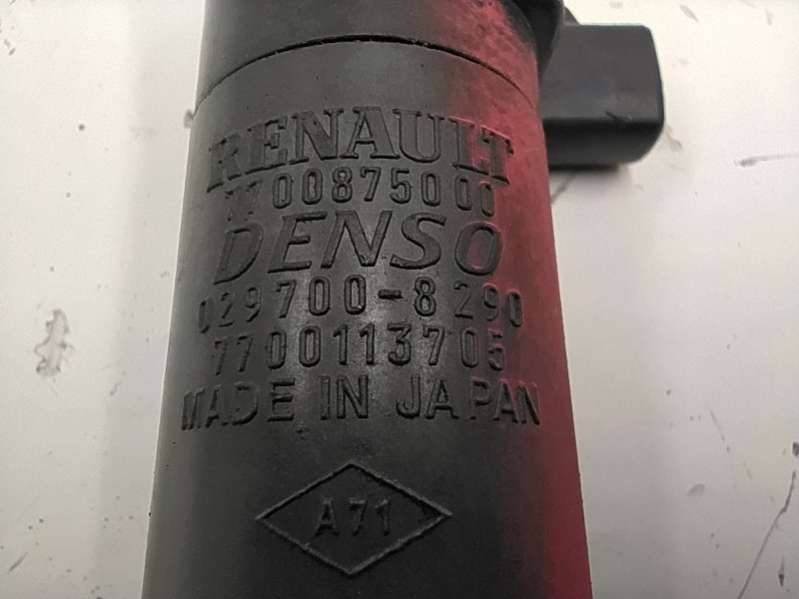 RENAULT
7700875000
DENSO
029700-8290
7700113705
MADE IN JAPAN
A71